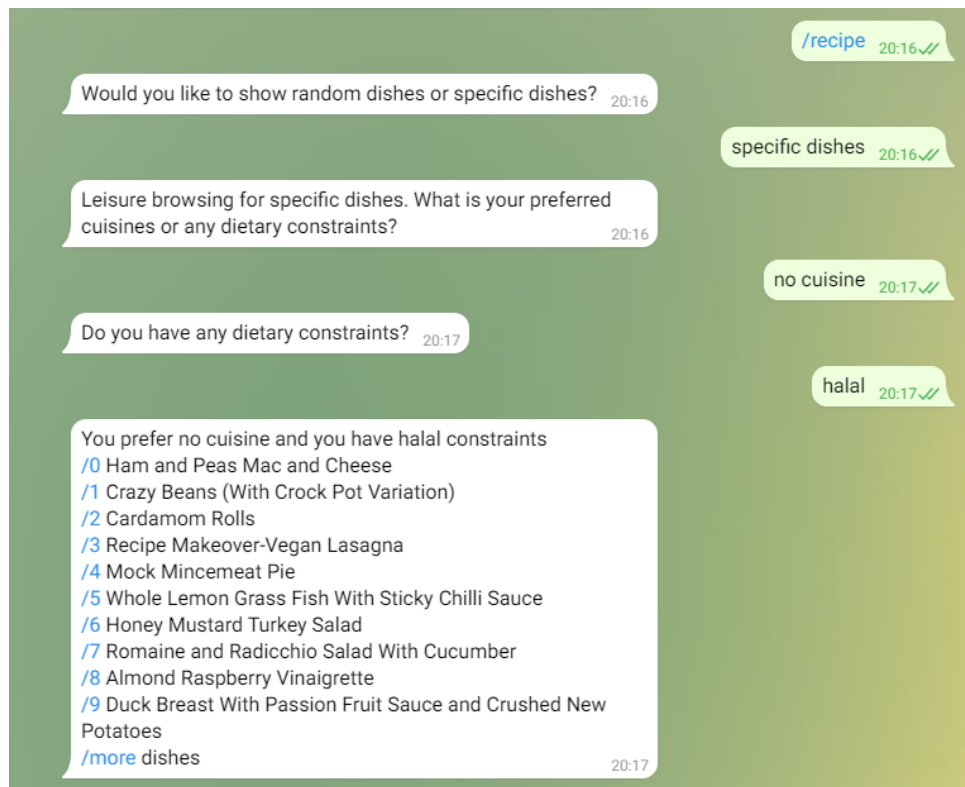 /recipe 20:16
Would you like to show random dishes or specific dishes? 20:16
specific dishes 20:16
Leisure browsing for specific dishes. What is your preferred
cuisines or any dietary constraints? 20:16
no cuisine 20:17
Do you have any dietary constraints? 20:17
halal 20:17
You prefer no cuisine and you have halal constraints
/0 Ham and Peas Mac and Cheese
/1 Crazy Beans (With Crock Pot Variation)
/2 Cardamom Rolls
/3 Recipe Makeover-Vegan Lasagna
/4 Mock Mincemeat Pie
/5 Whole Lemon Grass Fish With Sticky Chilli Sauce
/6 Honey Mustard Turkey Salad
/7 Romaine and Radicchio Salad With Cucumber
/8 Almond Raspberry Vinaigrette
/9 Duck Breast With Passion Fruit Sauce and Crushed New
Potatoes
/more dishes 20:17